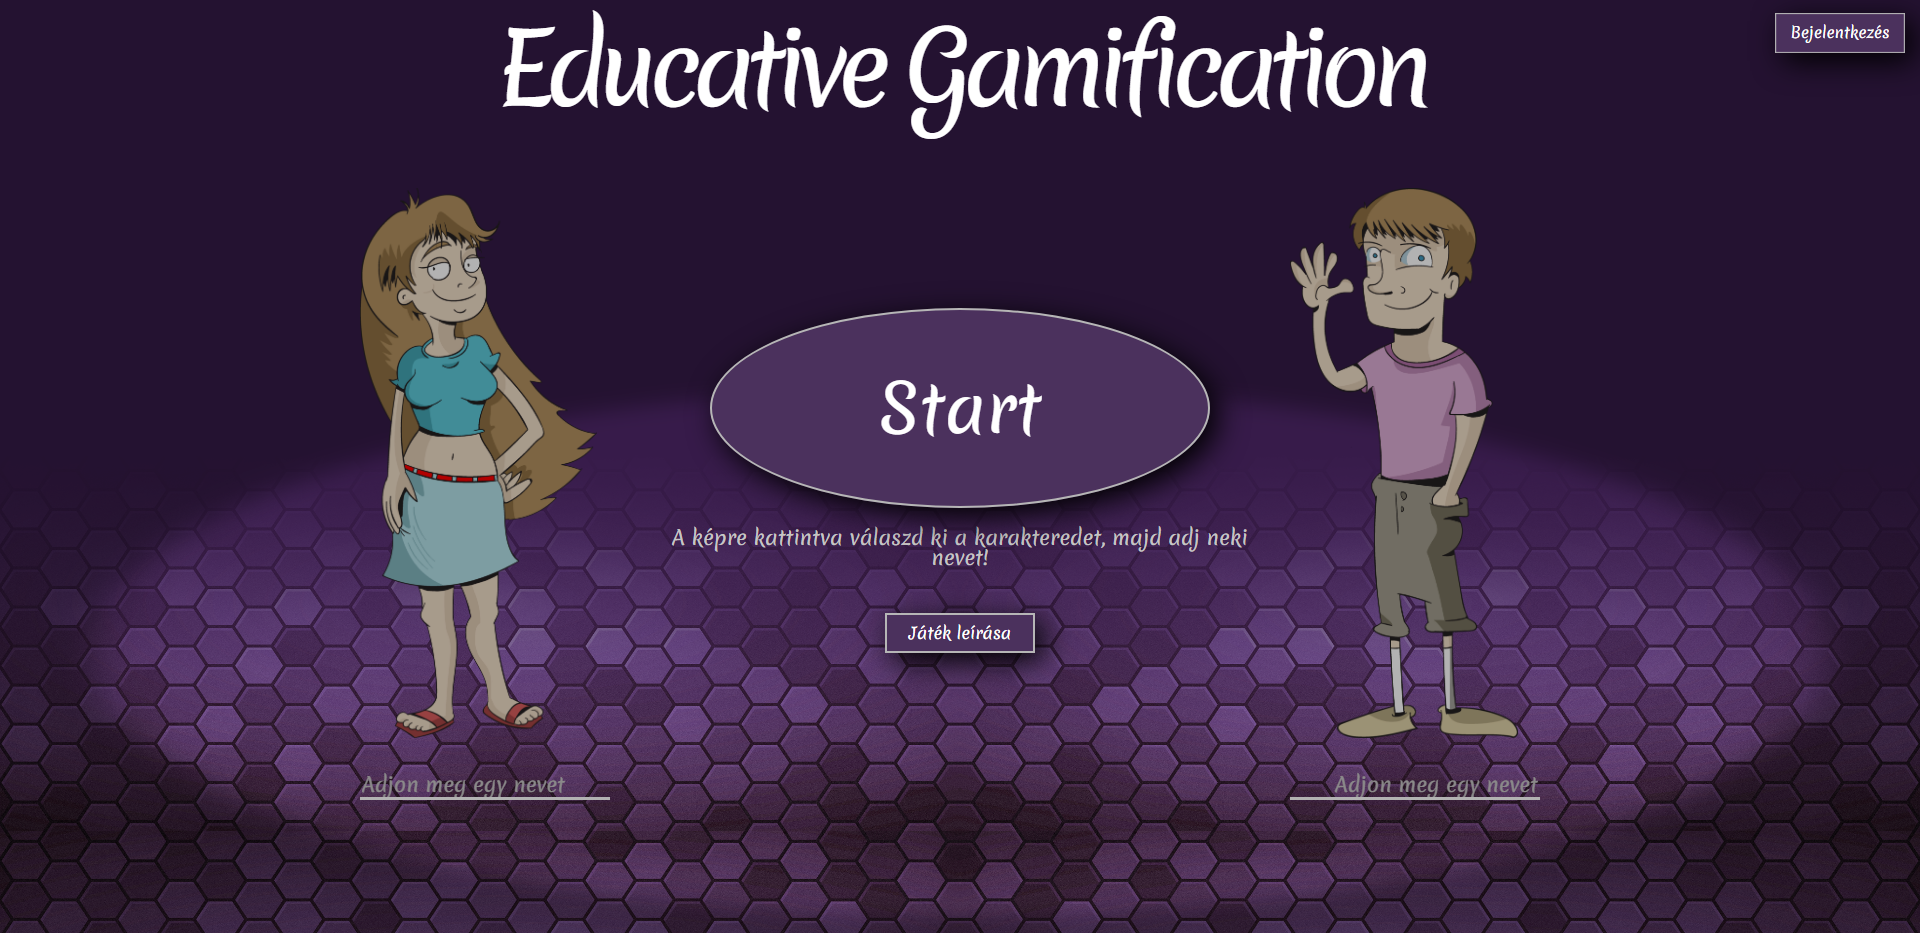 Educative Gamification
Bejelentkezés
Start
A képre kattintva válaszd ki a karakteredet, majd adj neki
nevet!
Játék leírása
Adjon meg egy nevet
Adjon meg egy nevet